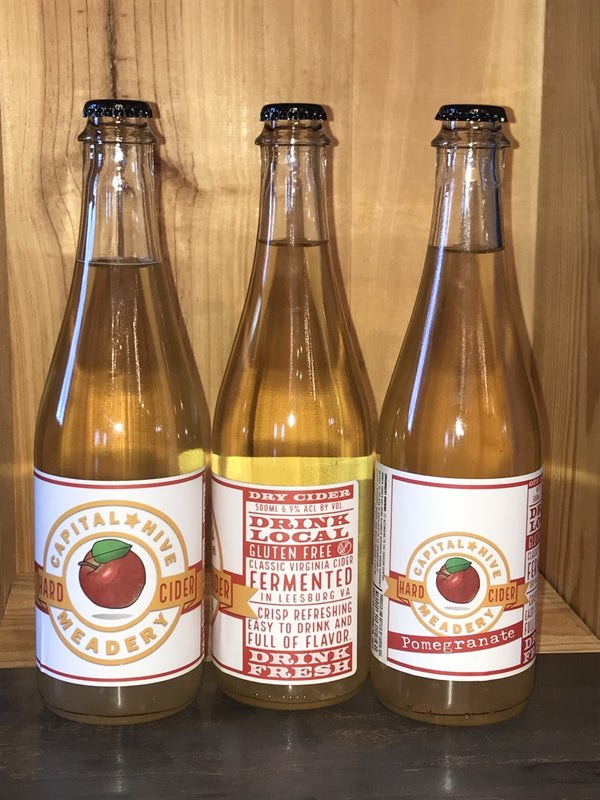 CAPITAL★HIVE
HARD CIDER
MEADERY
DRY CIDER
500ML 6.9% ACL BY VOL
DRINK
LOCAL
GLUTEN FREE
CLASSIC VIRGINIA CIDER
FERMENTED
IN LEESBURG VA
CRISP REFRESHING
EASY TO DRINK AND
FULL OF FLAVOR.
DRINK
FRESH
DER
CAPITAL★HIVE
HARD CIDER
MEADERY
Pomegranate